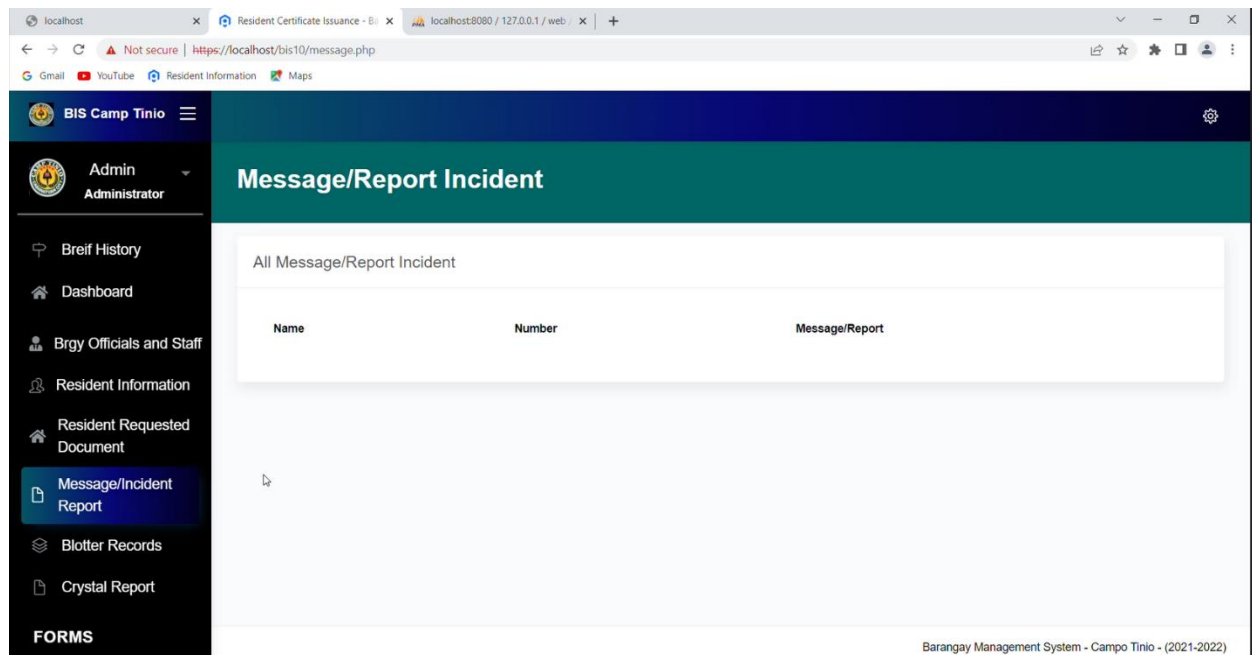 localhost
Resident Certificate Issuance - Ba
localhost:8080 / 127.0.0.1 / web /
Not secure | https://localhost/bis10/message.php
Gmail YouTube Resident Information Maps
BIS Camp Tinio
Admin
Administrator
Message/Report Incident
Breif History
Dashboard
Brgy Officials and Staff
Resident Information
Resident Requested
Document
Message/Incident
Report
Blotter Records
Crystal Report
FORMS
All Message/Report Incident
Name Number Message/Report
Barangay Management System - Campo Tinio - (2021-2022)